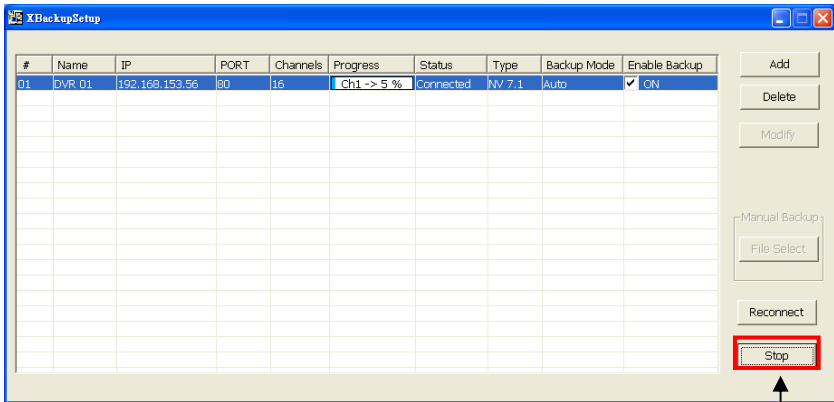 XBackupSetup
# Name IP PORT Channels Progress Status Type Backup Mode Enable Backup
01 DVR 01 192.168.153.56 80 16 Ch1 -> 5 % Connected NV 7.1 Auto ON
Add
Delete
Modify
Manual Backup
File Select
Reconnect
Stop